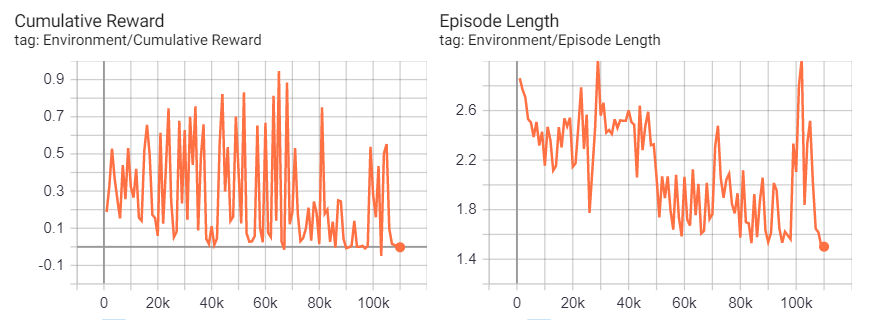 Cumulative Reward
tag: Environment/Cumulative Reward
0.9
0.7
0.5
0.3
0.1
-0.1
0 20k 40k 60k 80k 100k
Episode Length
tag: Environment/Episode Length
2.6
2.2
1.8
1.4
0 20k 40k 60k 80k 100k